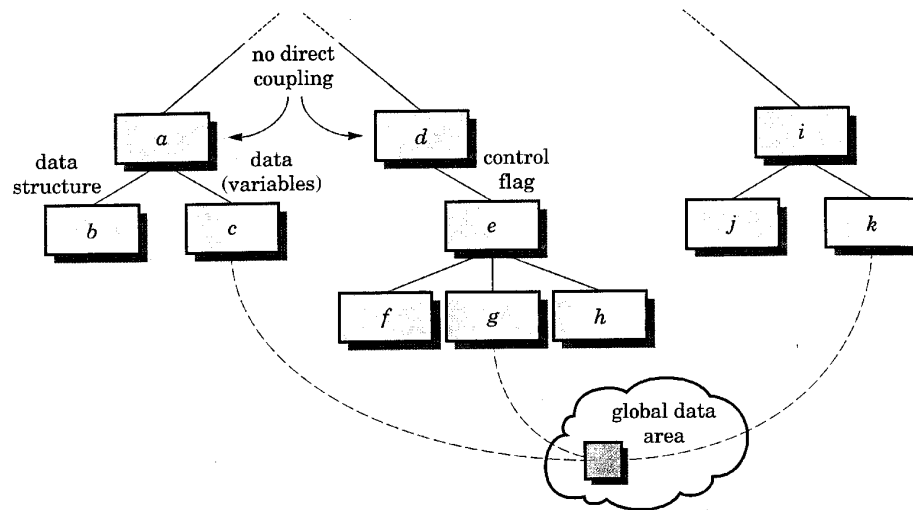 no direct
coupling
a
d
i
data
structure
data
(variables)
control
flag
b
c
e
j
k
f
g
h
global data
area